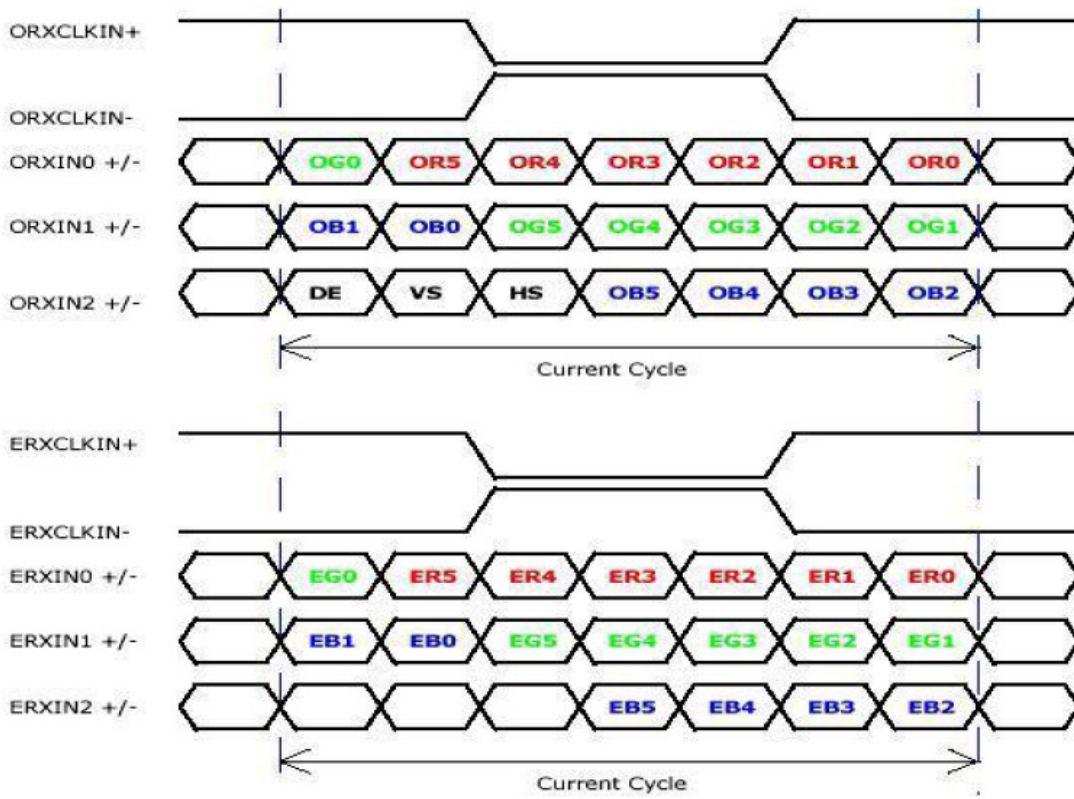 ORXCLKIN+
ORXCLKIN-
ORXIN0 +/- OG0 OR5 OR4 OR3 OR2 OR1 OR0
ORXIN1 +/- OB1 OB0 OG5 OG4 OG3 OG2 OG1
ORXIN2 +/- DE VS HS OB5 OB4 OB3 OB2
Current Cycle
ERXCLKIN+
ERXCLKIN-
ERXIN0 +/- EG0 ER5 ER4 ER3 ER2 ER1 ER0
ERXIN1 +/- EB1 EB0 EG5 EG4 EG3 EG2 EG1
ERXIN2 +/- EB5 EB4 EB3 EB2
Current Cycle